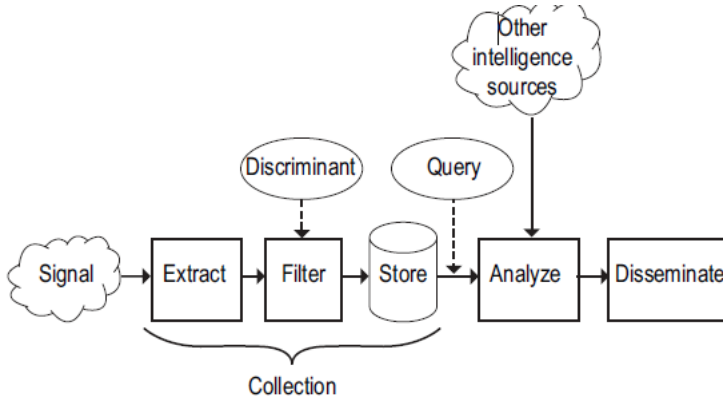 Other
intelligence
sources
Discriminant
Query
Signal
Extract
Filter
Store
Analyze
Disseminate
Collection